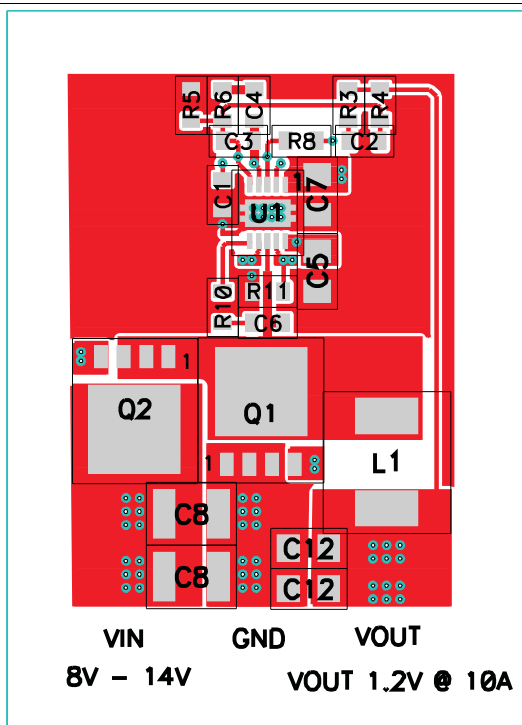 R5 R6 C4 R3 R4
C3 R8 C2
C1 1 C7
U1
C5
R10 R11
C6
1
Q2 Q1
1 L1
C8 C12
C8 C12
VIN GND VOUT
8V - 14V VOUT 1.2V @ 10A